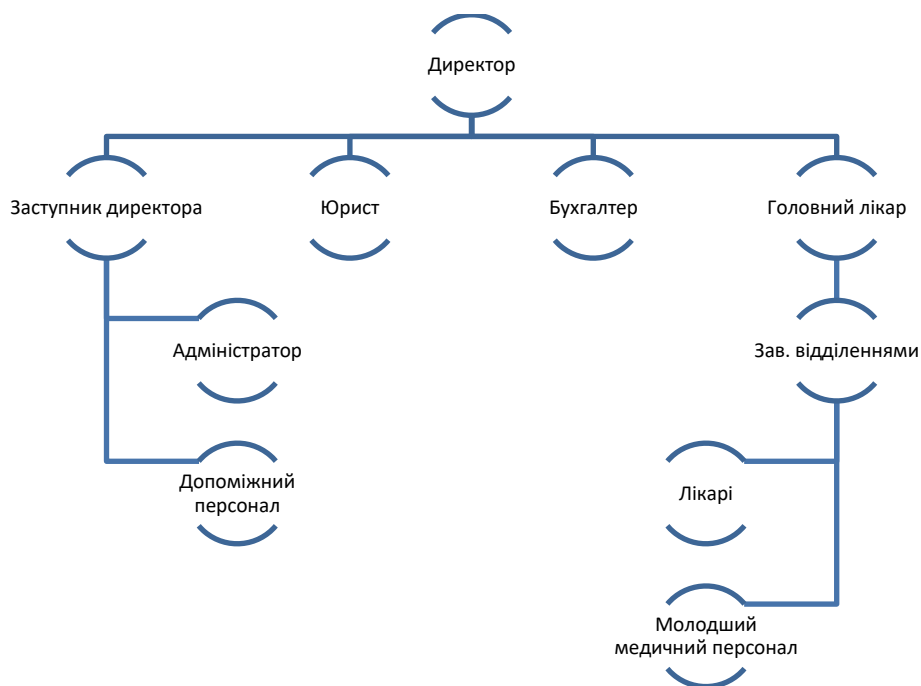 Директор
Заступник директора
Юрист
Бухгалтер
Головний лікар
Адміністратор
Зав. відділеннями
Допоміжний
персонал
Лікарі
Молодший
медичний персонал